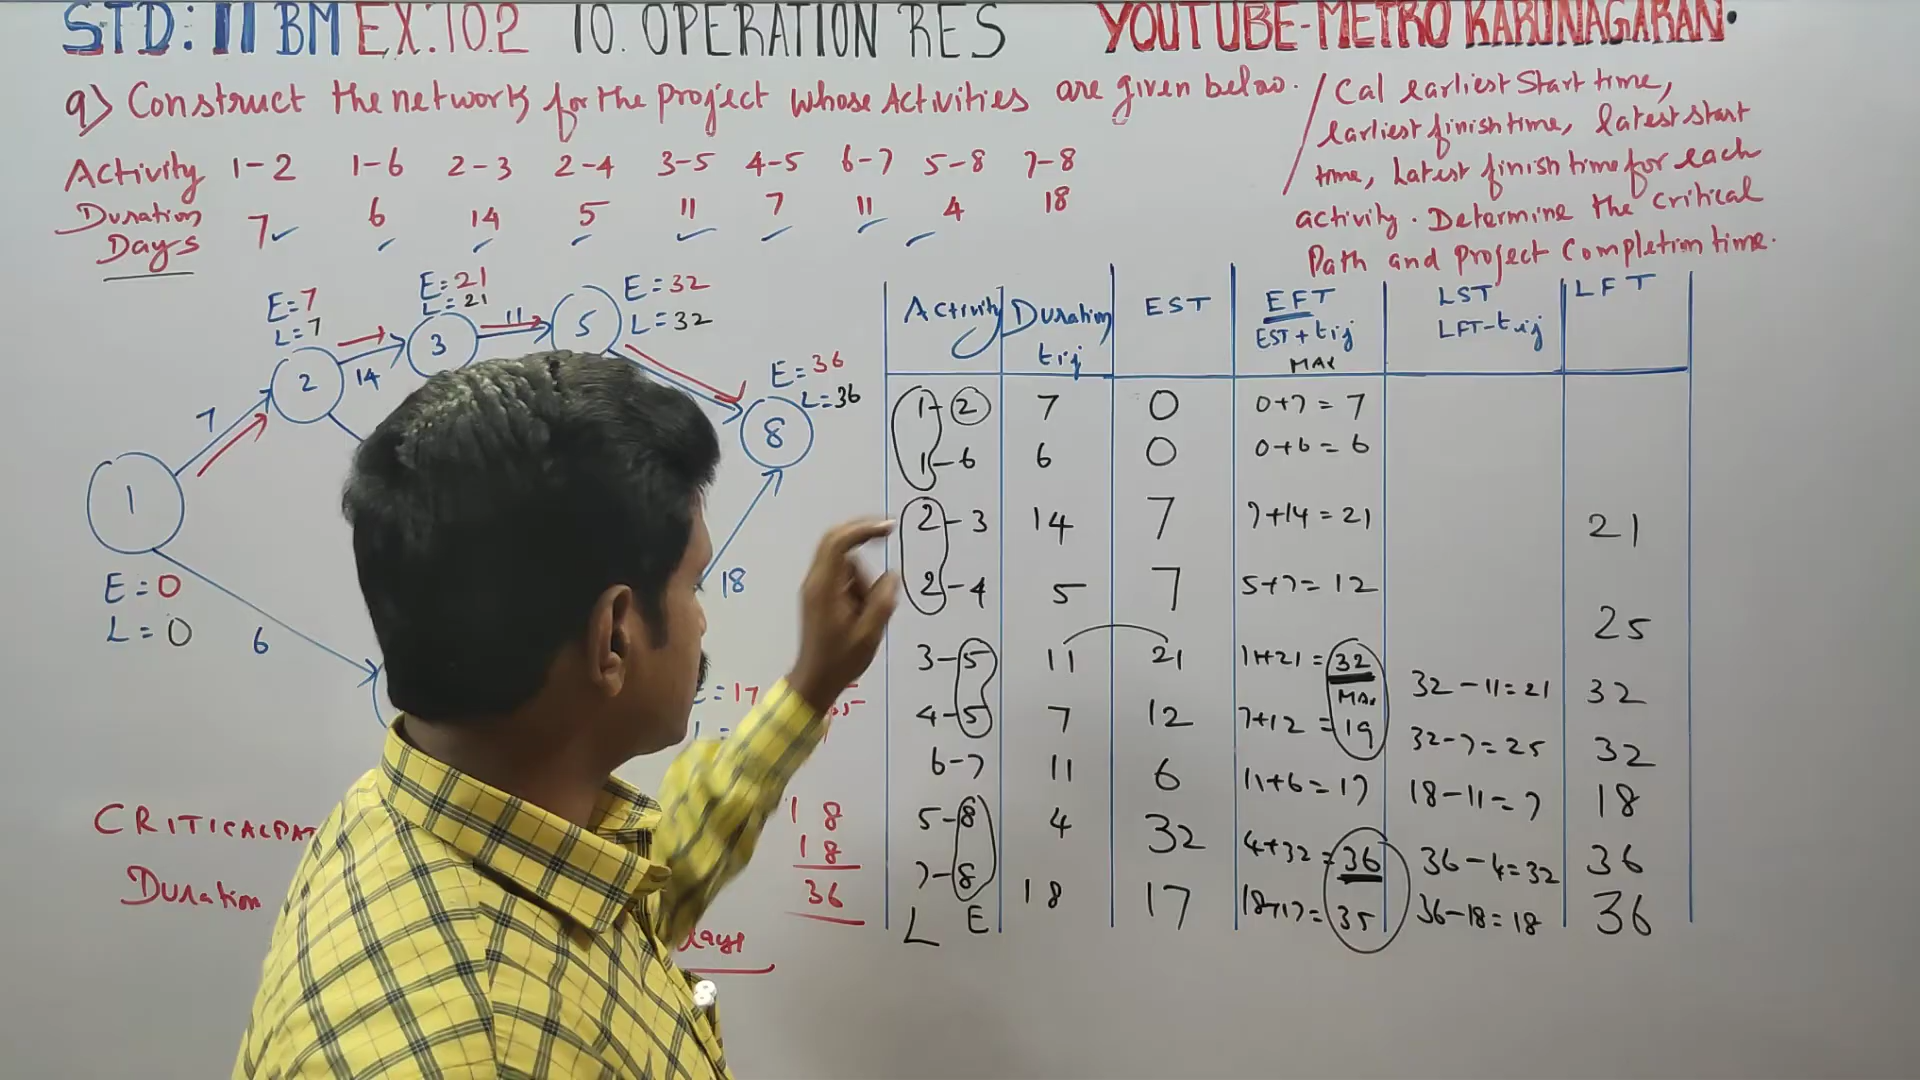 STD: 11 BM EX: 10.2 10. OPERATION RES YOUTUBE-METRO KARUNAGARAN.
9) Construct the network for the project whose Activities are given below. / Cal earliest start time,
earliest finish time, latest start
time, Latest finish time for each
activity. Determine the critical
Path and project completion time.
Activity 1-2 1-6 2-3 2-4 3-5 4-5 6-7 5-8 7-8
Duration Days 7 6 14 5 11 7 11 4 18
E=7
L=7
E=21
L=21
E=32
L=32
E=36
L=36
1 2 3 5 8
7 14 11
E=0
L=0
6
18
=17
CRITICAL PAT
Duration
Days
18
18
36
Activity Duration tij EST EFT EST+tij MAX LST LFT-tij LFT
1-2 7 0 0+7=7
1-6 6 0 0+6=6
2-3 14 7 7+14=21 21
2-4 5 7 5+7=12 25
3-5 11 21 11+21=32 MAX 32-11=21 32
4-5 7 12 7+12=19 32-7=25 32
6-7 11 6 11+6=17 18-11=7 18
5-8 4 32 4+32=36 36-4=32 36
7-8 18 17 18+17=35 36-18=18 36
L E